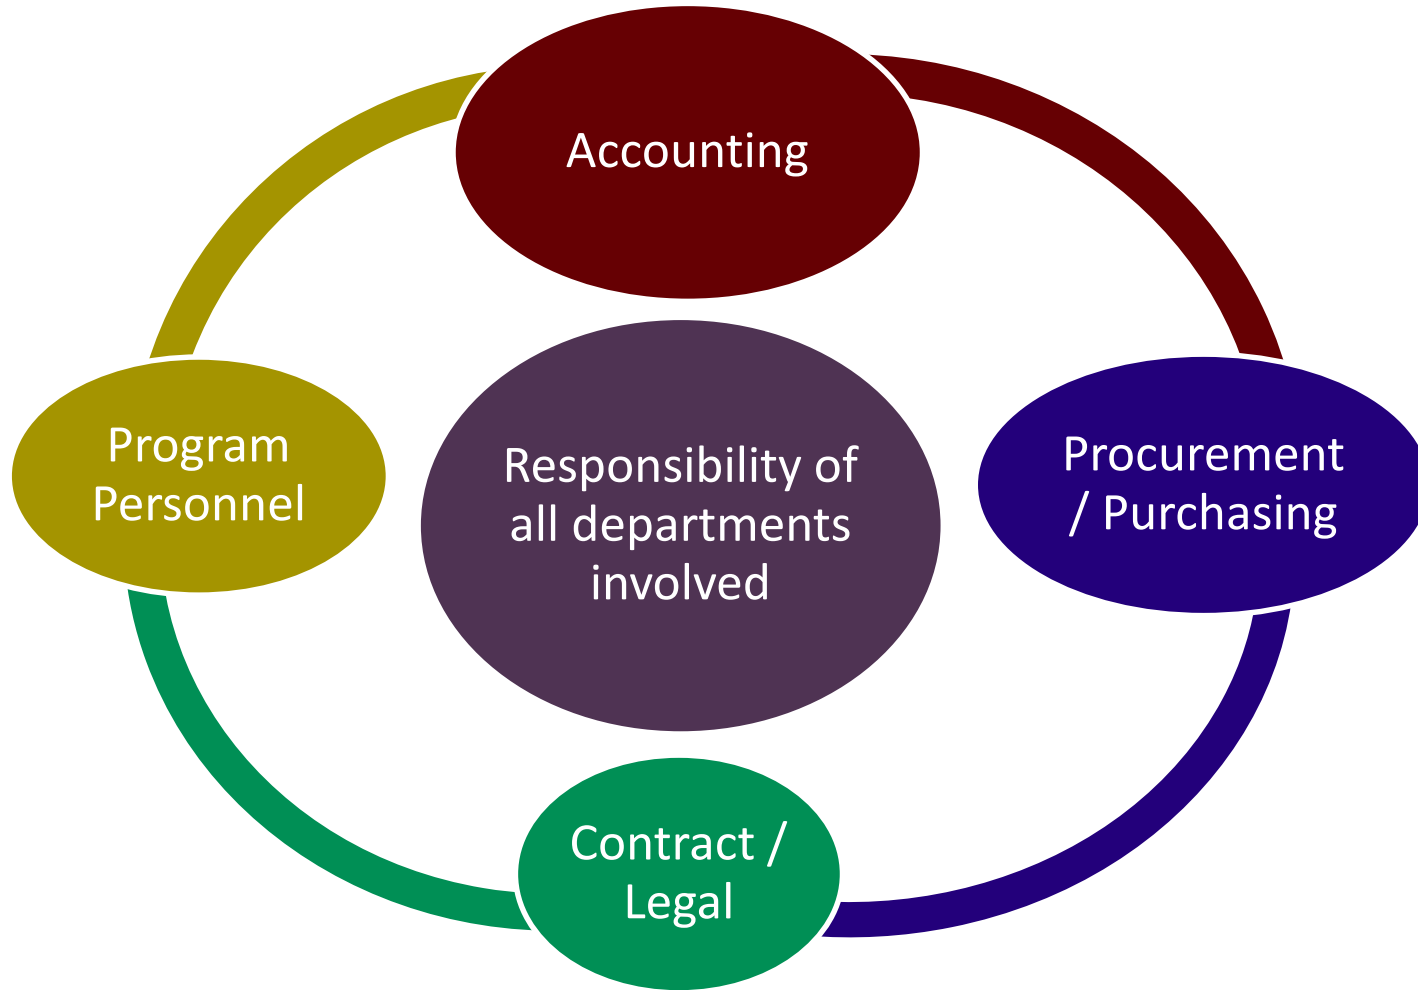 Accounting
Program
Personnel
Responsibility of
all departments
involved
Procurement
/ Purchasing
Contract /
Legal